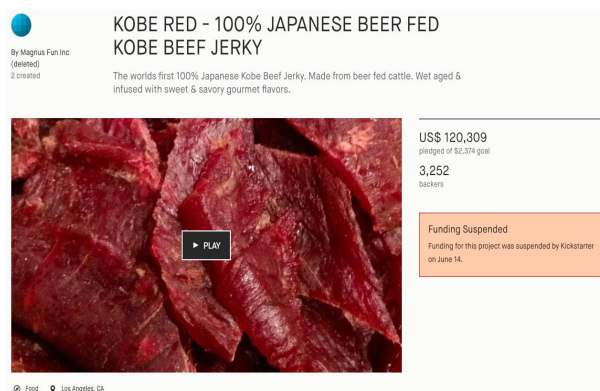 KOBE RED - 100% JAPANESE BEER FED
KOBE BEEF JERKY
By Magnus Fun Inc
(deleted)
2 created
The worlds first 100% Japanese Kobe Beef Jerky. Made from beer fed cattle. Wet aged &
infused with sweet & savory gourmet flavors.
PLAY
US$ 120,309
pledged of $2,374 goal
3,252
backers
Funding Suspended
Funding for this project was suspended by Kickstarter
on June 14.
Food Los Angeles, CA